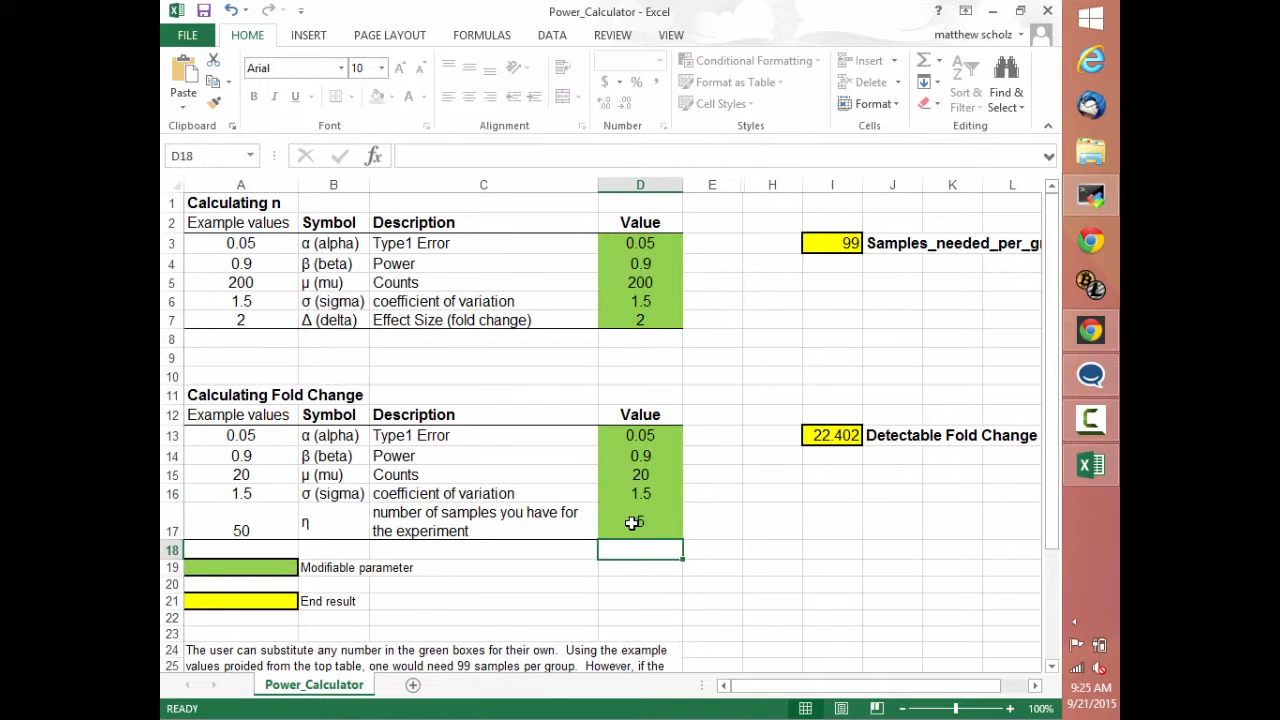 Power_Calculator - Excel
?
FILE HOME INSERT PAGE LAYOUT FORMULAS DATA REVIEW VIEW matthew scholz
Paste
Arial 10
B I U
$ %
Conditional Formatting
Format as Table
Cell Styles
Insert
Delete
Format
Sort & Filter
Find & Select
Clipboard Font Alignment Number Styles Cells Editing
D18 fx
A B C D E H I J K L
1 Calculating n
2 Example values Symbol Description Value
3 0.05 α (alpha) Type1 Error 0.05 99 Samples_needed_per_gr
4 0.9 β (beta) Power 0.9
5 200 μ (mu) Counts 200
6 1.5 σ (sigma) coefficient of variation 1.5
7 2 Δ (delta) Effect Size (fold change) 2
8
9
10
11 Calculating Fold Change
12 Example values Symbol Description Value
13 0.05 α (alpha) Type1 Error 0.05 22.402 Detectable Fold Change
14 0.9 β (beta) Power 0.9
15 20 μ (mu) Counts 20
16 1.5 σ (sigma) coefficient of variation 1.5
number of samples you have for
17 50 η the experiment 5
18
19 Modifiable parameter
20
21 End result
22
23
24 The user can substitute any number in the green boxes for their own. Using the example
25 values proided from the top table, one would need 99 samples per group. However, if the
Power_Calculator
READY 100%
9:25 AM
9/21/2015